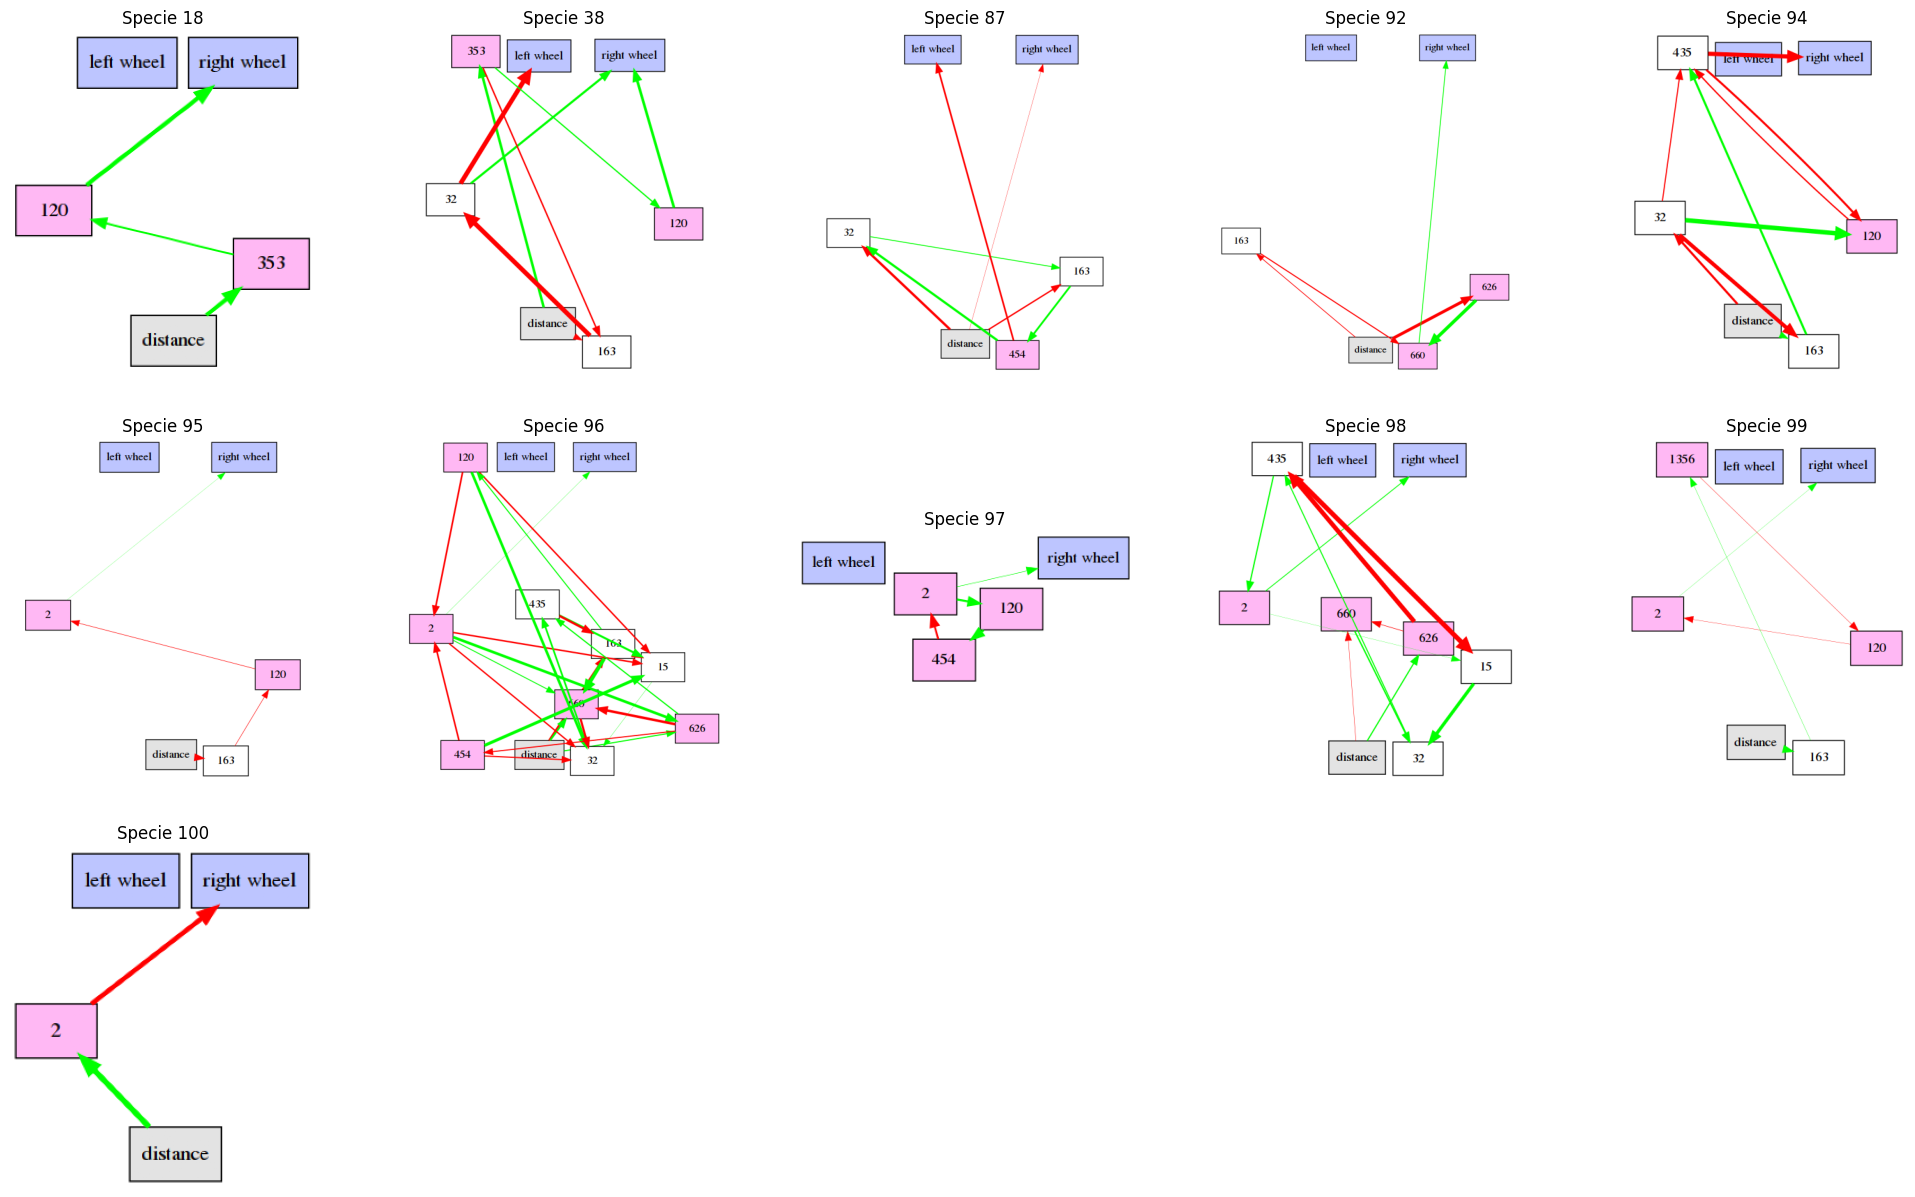 Specie 18
left wheel
right wheel
120
353
distance
Specie 38
353
left wheel
right wheel
32
120
distance
163
Specie 87
left wheel
right wheel
32
163
distance
454
Specie 92
left wheel
right wheel
163
626
distance
660
Specie 94
435
left wheel
right wheel
32
120
distance
163
Specie 95
left wheel
right wheel
2
120
distance
163
Specie 96
120
left wheel
right wheel
435
2
163
15
626
454
distance
32
Specie 97
left wheel
right wheel
2
120
454
Specie 98
435
left wheel
right wheel
2
660
626
15
distance
32
Specie 99
1356
left wheel
right wheel
2
120
distance
163
Specie 100
left wheel
right wheel
2
distance